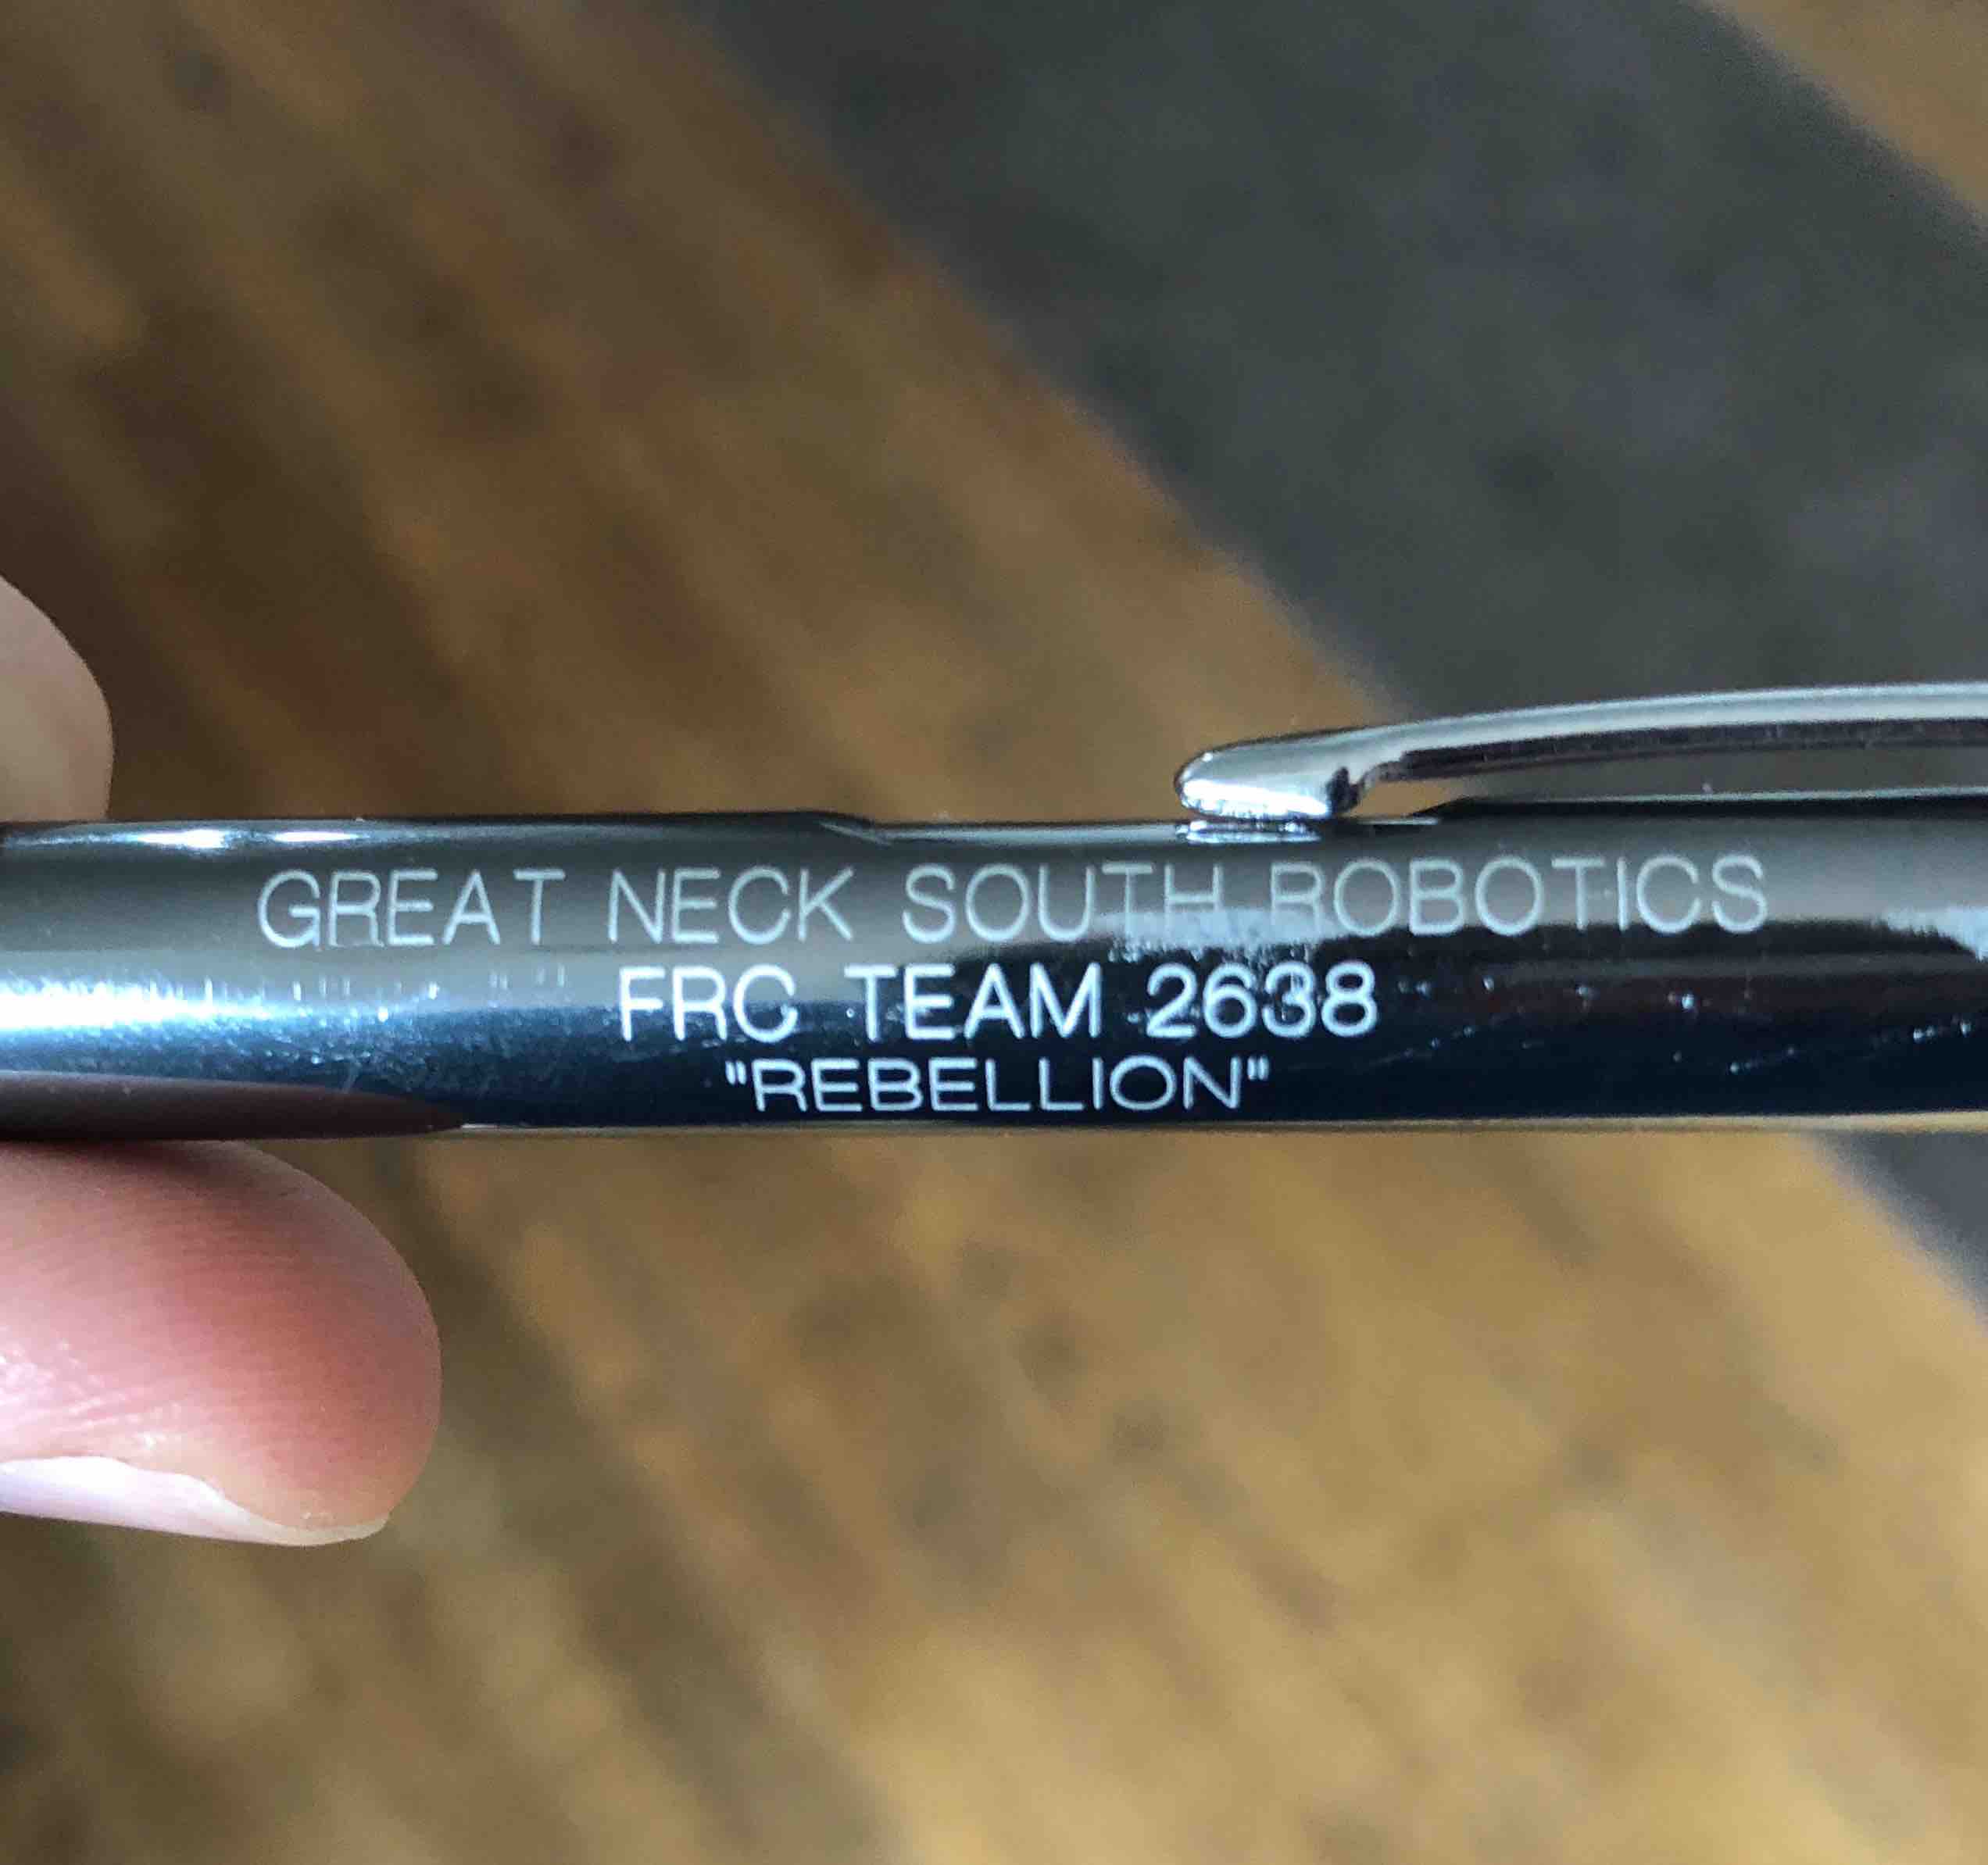 GREAT NECK SOUTH ROBOTICS
FRC TEAM 2638
"REBELLION"